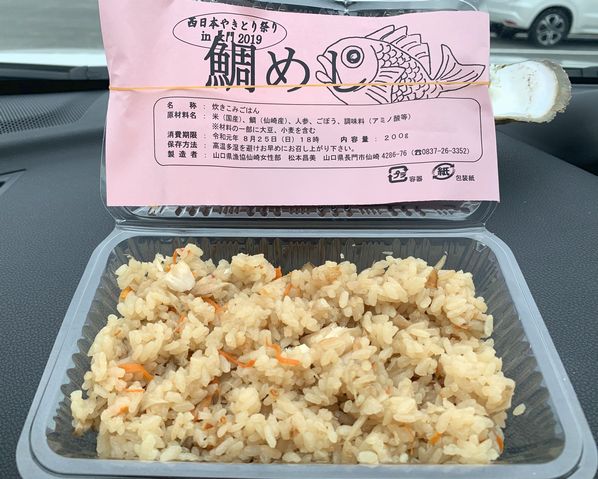 西日本やきとり祭り
in 長門 2019
鯛めし
名　称 ： 炊きこみごはん
原材料名 ： 米（国産）、鯛（仙崎産）、人参、ごぼう、調味料（アミノ酸等）
※材料の一部に大豆、小麦を含む
消費期限 ： 令和元年 8月25日（日）18時　内 容 量 ： 200g
保存方法 ： 高温多湿を避けお早めにお召し上がり下さい。
製 造 者 ： 山口県漁協仙崎女性部　松本昌美　山口県長門市仙崎 4286-76（☎0837-26-3352）
プラ 容器 紙 包装紙